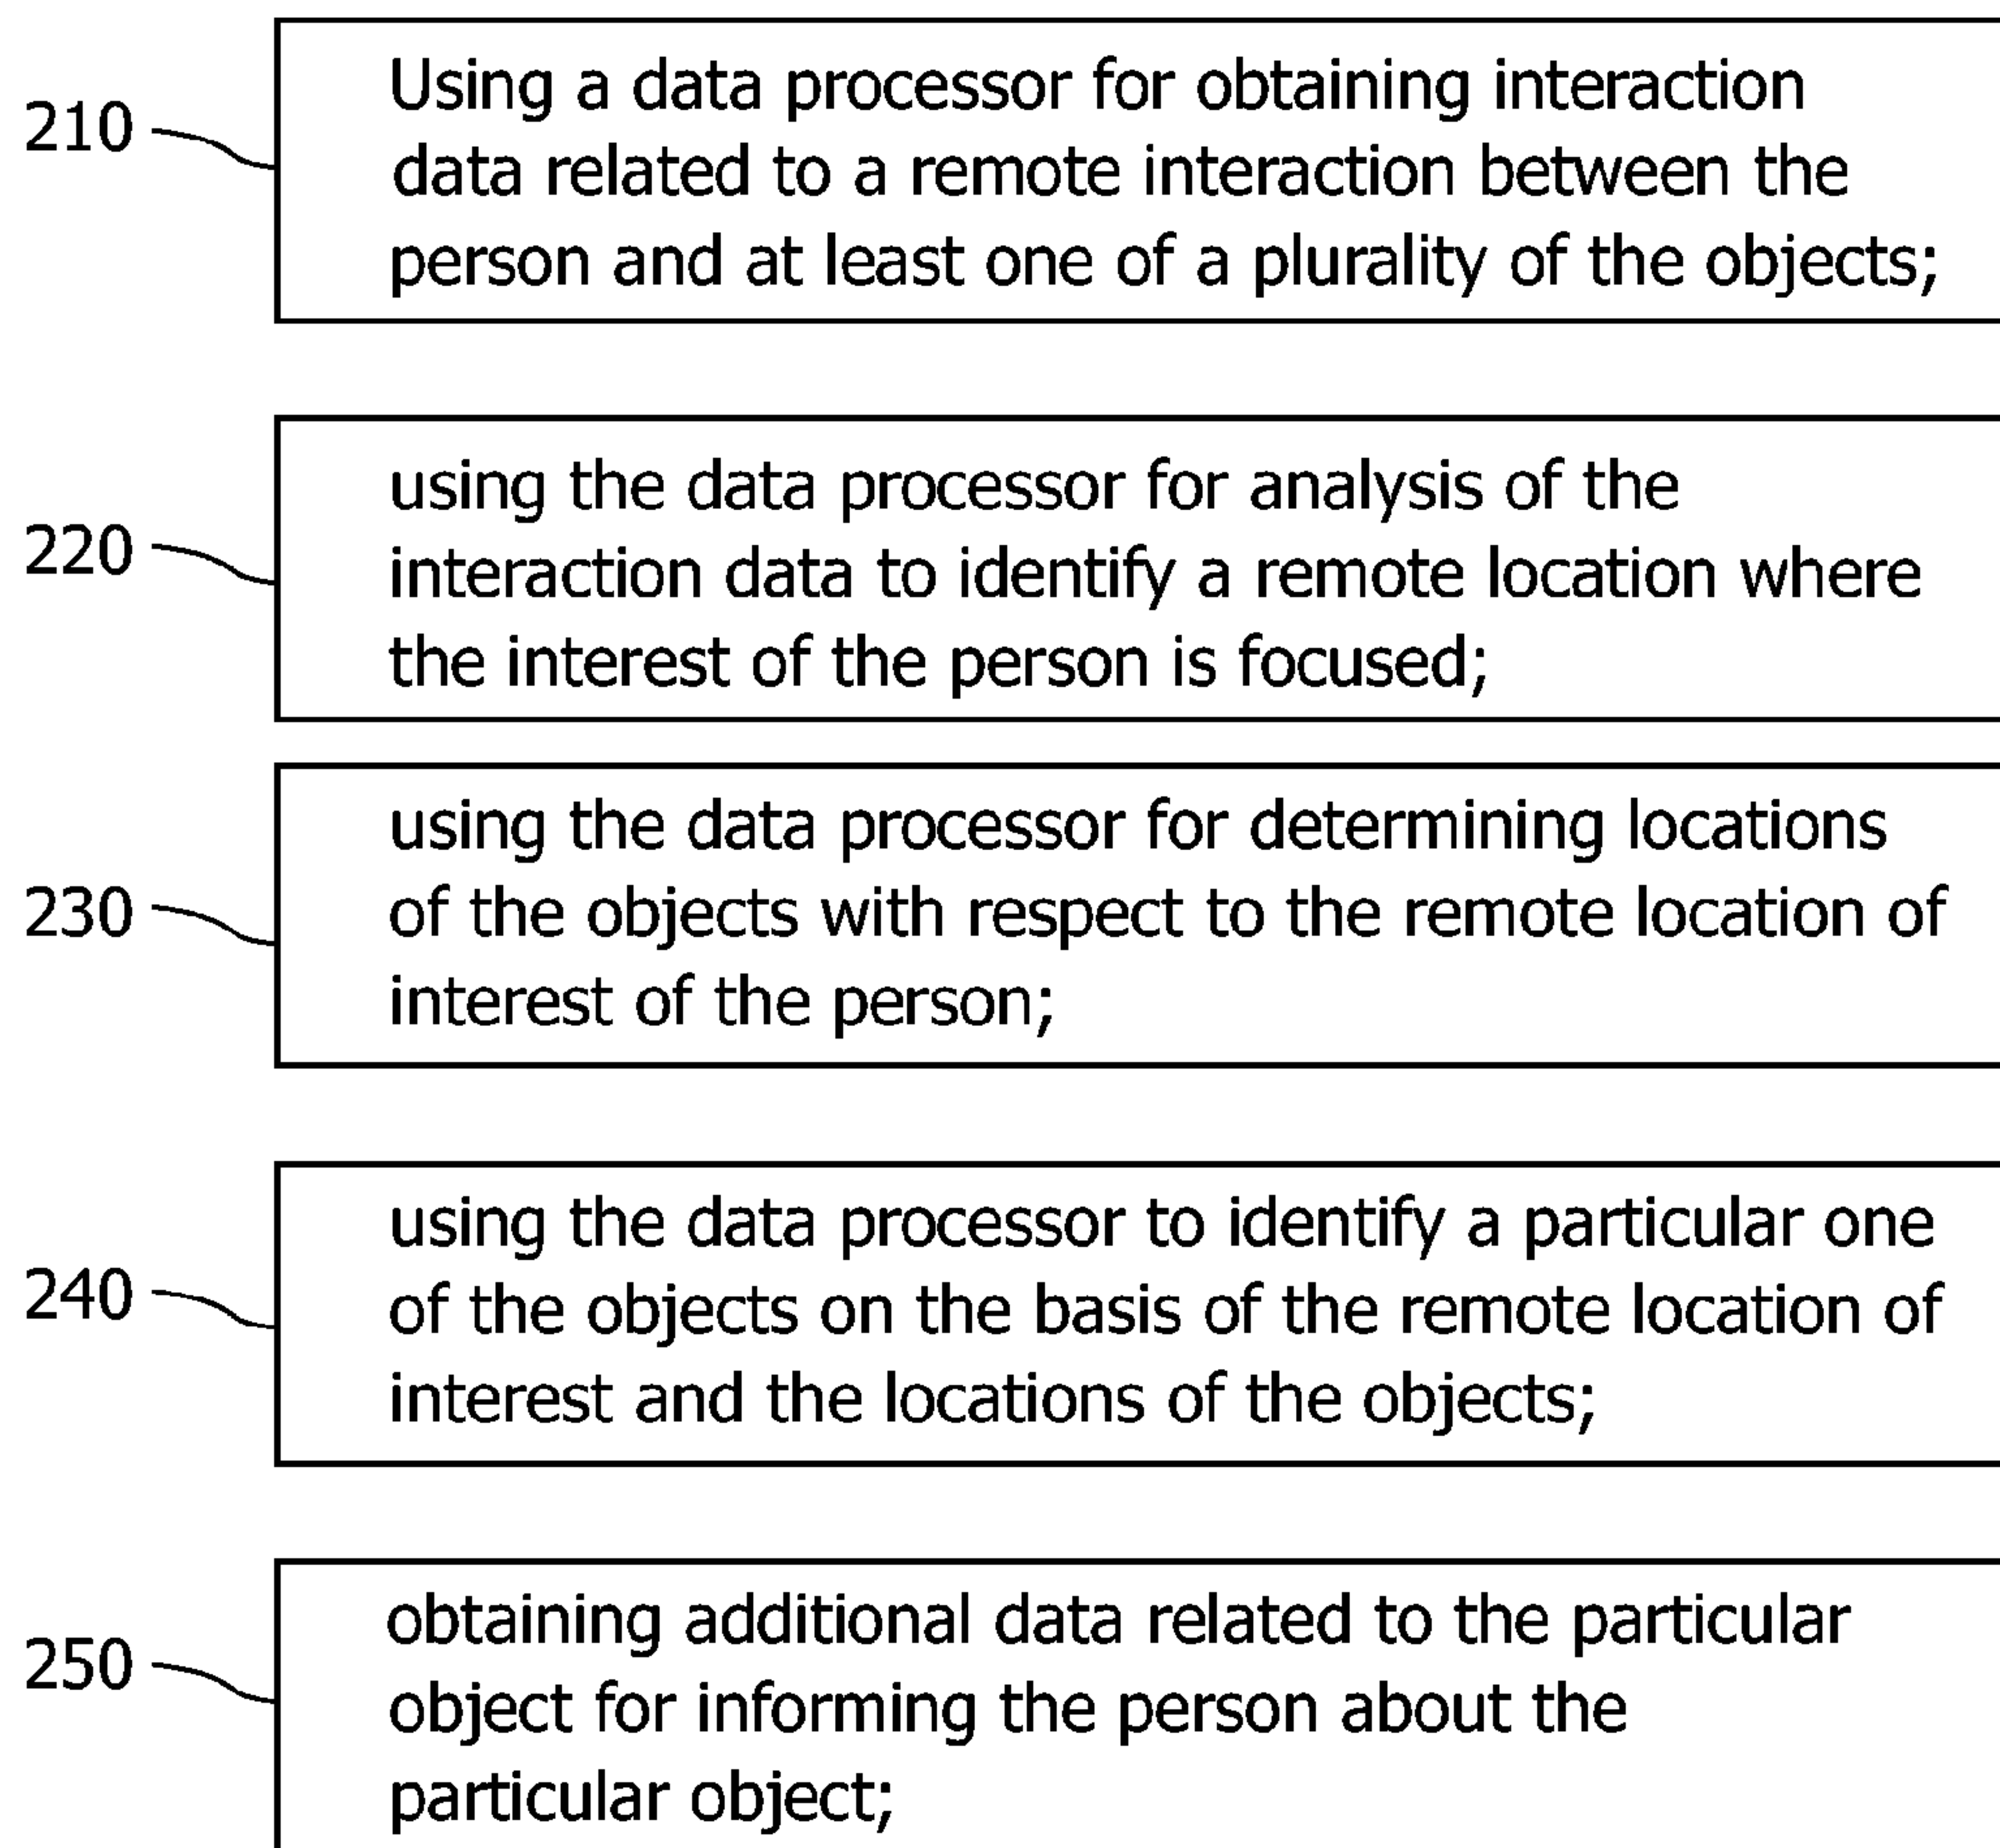 210
Using a data processor for obtaining interaction
data related to a remote interaction between the
person and at least one of a plurality of the objects;
220
using the data processor for analysis of the
interaction data to identify a remote location where
the interest of the person is focused;
230
using the data processor for determining locations
of the objects with respect to the remote location of
interest of the person;
240
using the data processor to identify a particular one
of the objects on the basis of the remote location of
interest and the locations of the objects;
250
obtaining additional data related to the particular
object for informing the person about the
particular object;